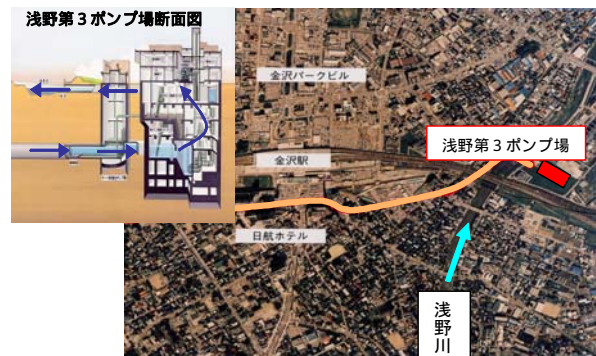 浅野第３ポンプ場断面図
金沢パークビル
浅野第３ポンプ場
金沢駅
日航ホテル
浅野川